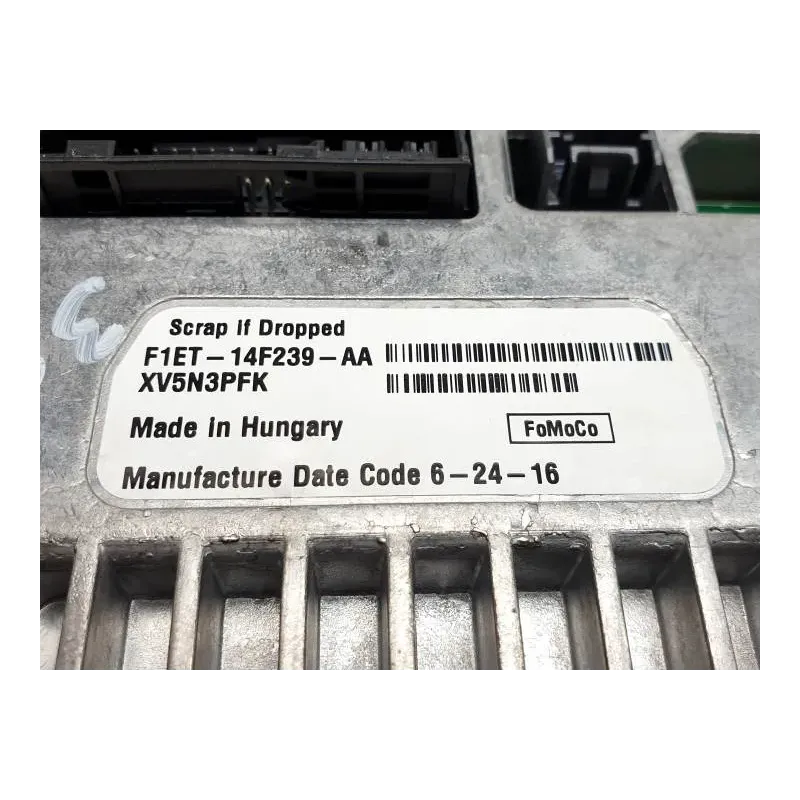 Scrap if Dropped
F1ET-14F239-AA
XV5N3PFK
Made in Hungary FoMoCo
Manufacture Date Code 6-24-16